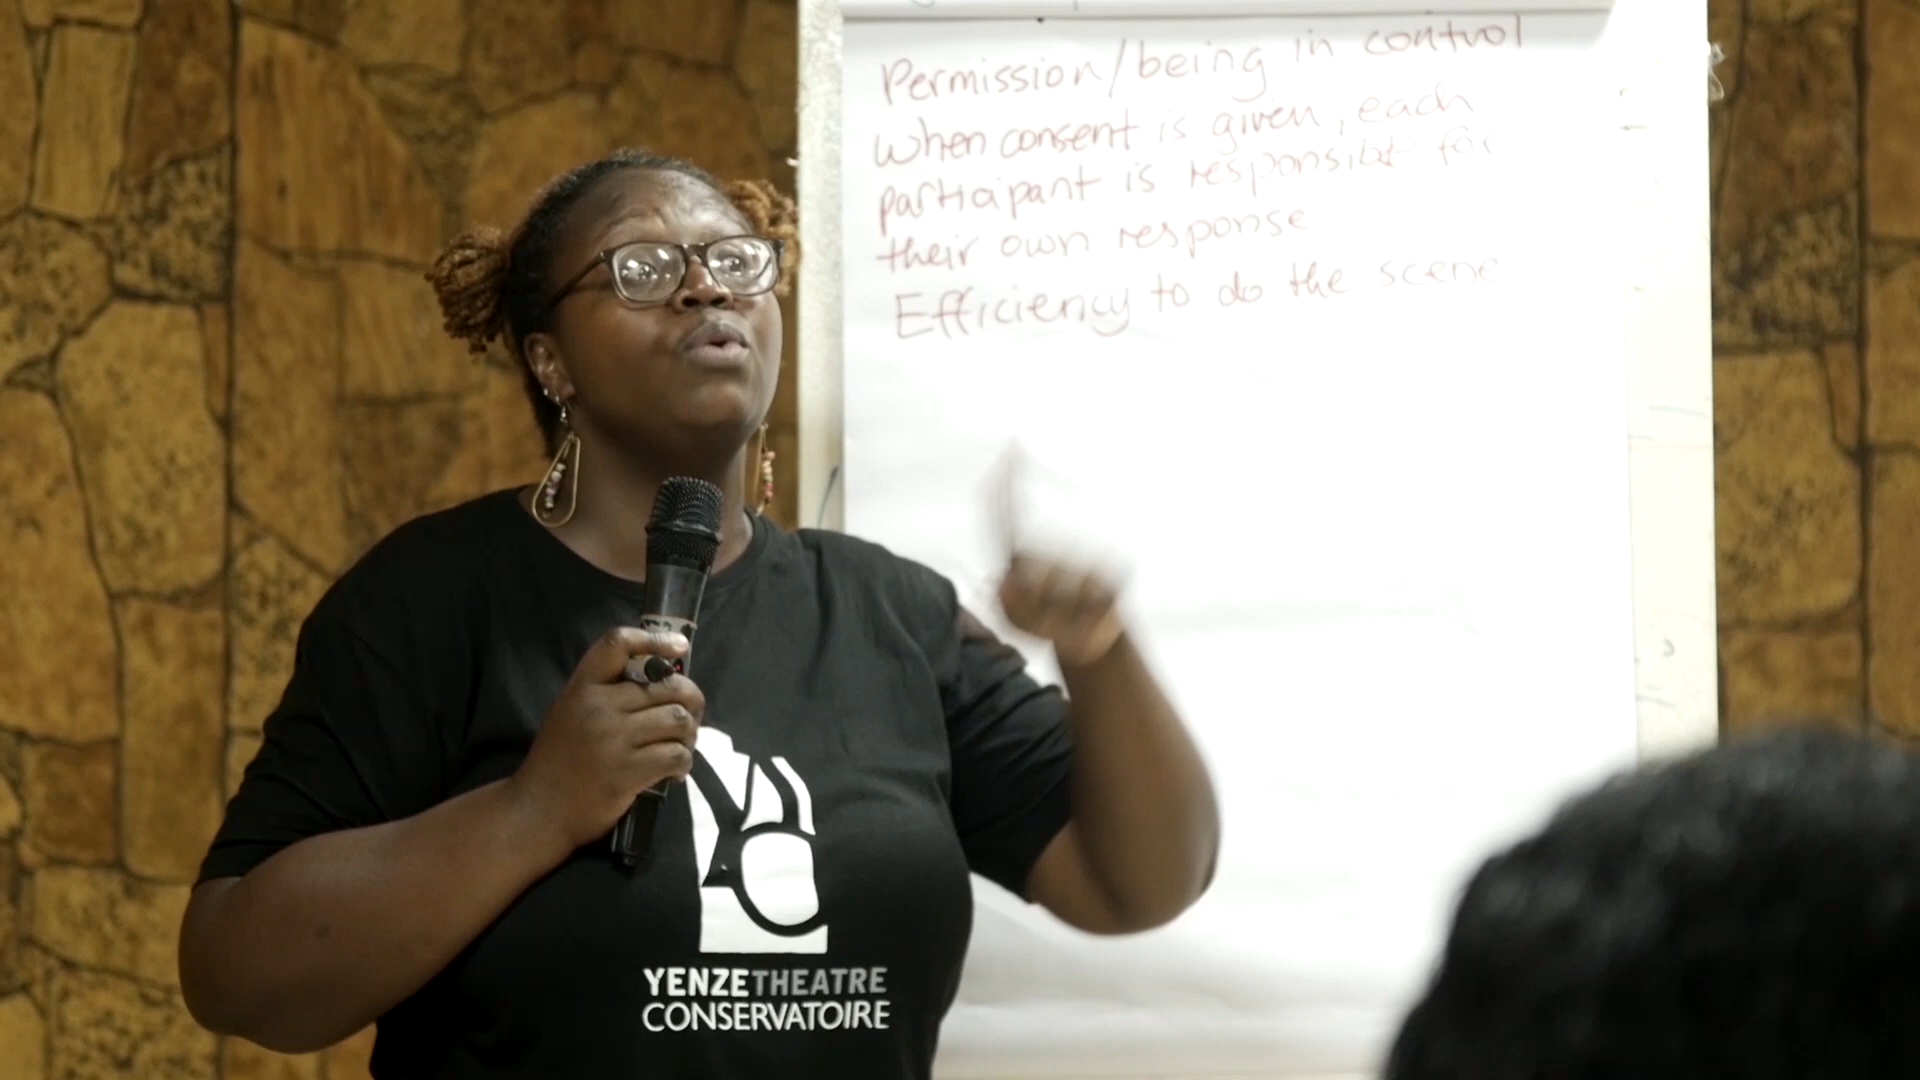 Permission/being in control
When consent is given, each
participant is responsible for
their own response
Efficiency to do the scene
YENZETHEATRE
CONSERVATOIRE